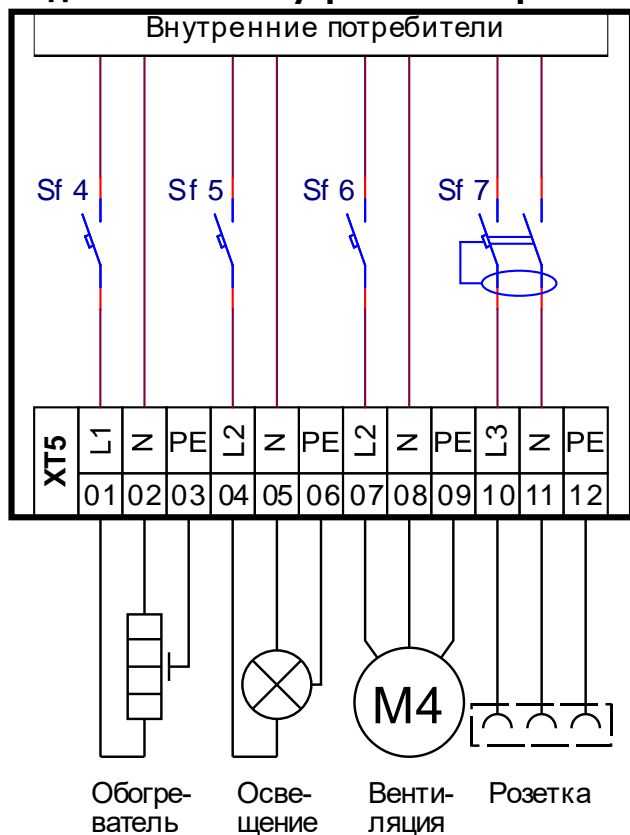 Внутренние потребители
Sf 4 Sf 5 Sf 6 Sf 7
XT5 L1 N PE L2 N PE L2 N PE L3 N PE
01 02 03 04 05 06 07 08 09 10 11 12
M4
Обогре- Осве- Венти- Розетка
ватель щение ляция